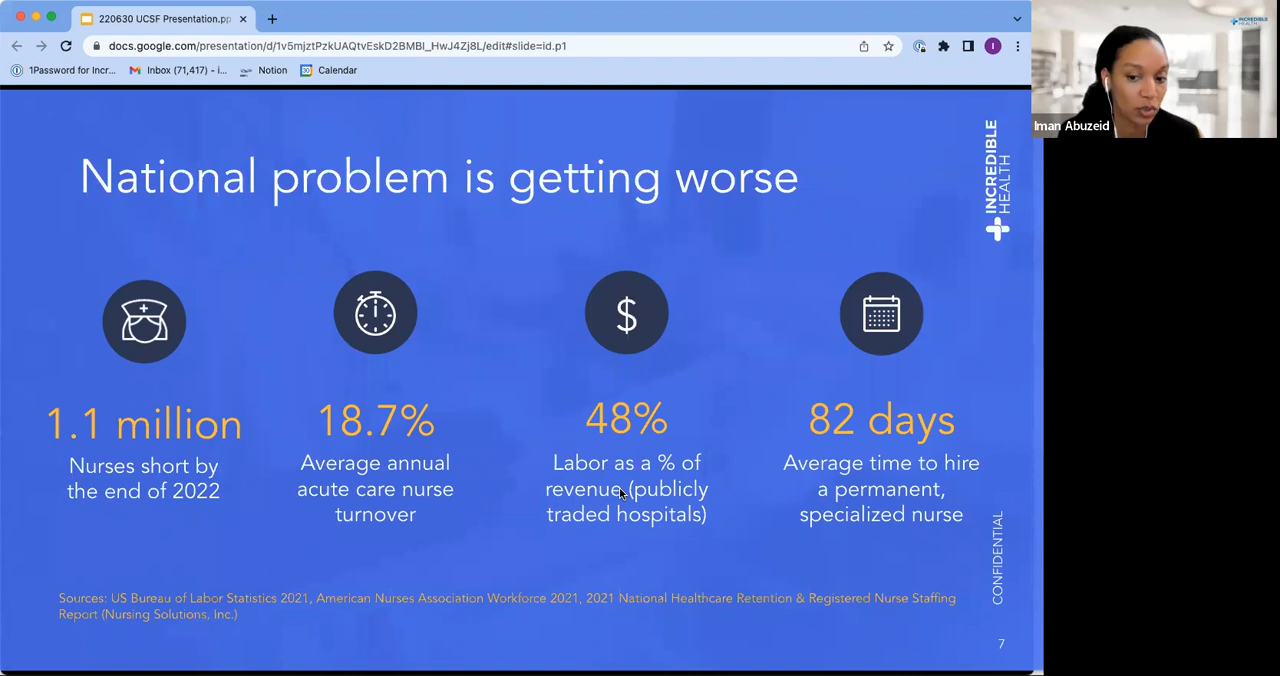 220630 UCSF Presentation.pp
docs.google.com/presentation/d/1v5mjztPzkUAQtvEskD2BMBI_HwJ4Zj8L/edit#slide=id.p1
I
1Password for Incr...
Inbox (71,417) - i...
Notion
Calendar
INCREDIBLE
HEALTH
Iman Abuzeid
National problem is getting worse
INCREDIBLE
HEALTH
$
1.1 million
Nurses short by
the end of 2022
18.7%
Average annual
acute care nurse
turnover
48%
Labor as a % of
revenue (publicly
traded hospitals)
82 days
Average time to hire
a permanent,
specialized nurse
CONFIDENTIAL
Sources: US Bureau of Labor Statistics 2021, American Nurses Association Workforce 2021, 2021 National Healthcare Retention & Registered Nurse Staffing
Report (Nursing Solutions, Inc.)
7